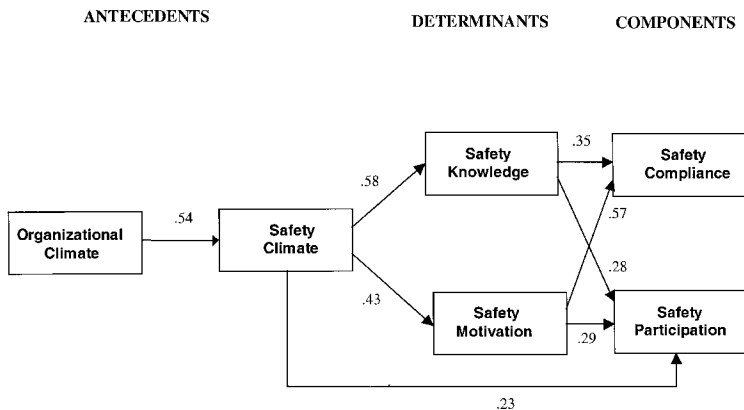 ANTECEDENTS
DETERMINANTS
COMPONENTS
Safety
Knowledge
.35
Safety
Compliance
.58
.57
Organizational
Climate
.54
Safety
Climate
.28
.43
Safety
Motivation
.29
Safety
Participation
.23